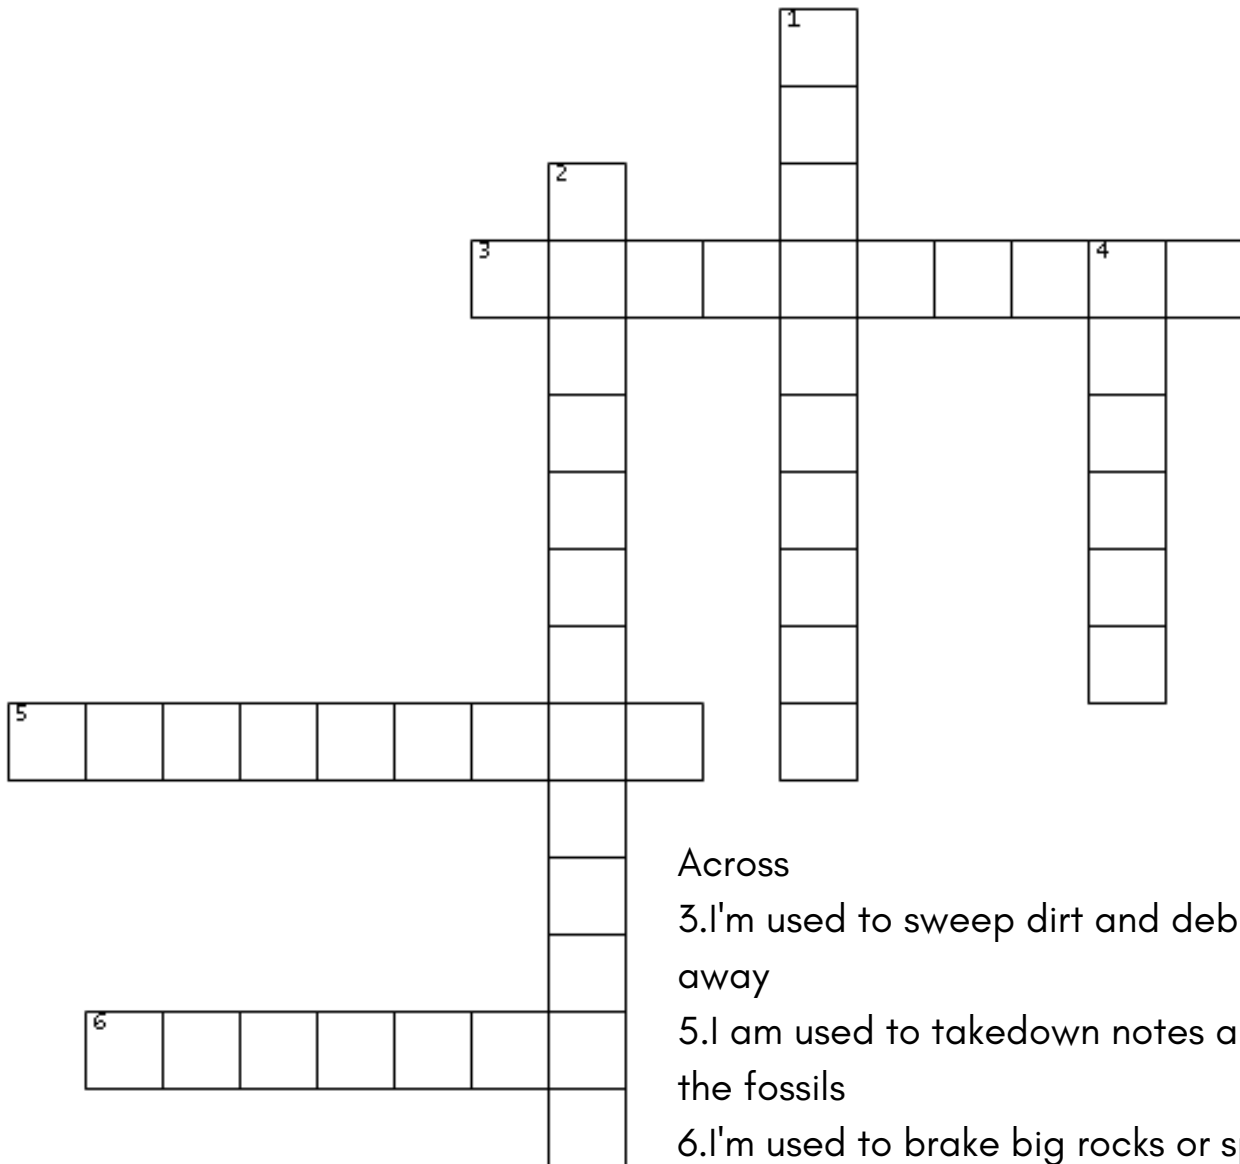 1
2
3
4
5
6
Across
3.I'm used to sweep dirt and deb
away
5.I am used to takedown notes a
the fossils
6.I'm used to brake big rocks or s